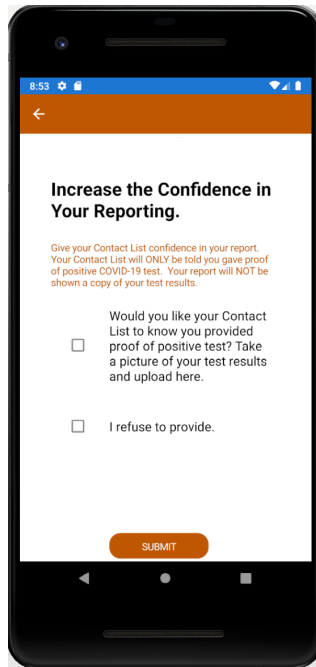 8:53
Increase the Confidence in
Your Reporting.
Give your Contact List confidence in your report.
Your Contact List will ONLY be told you gave proof
of positive COVID-19 test.  Your report will NOT be
shown a copy of your test results.
Would you like your Contact
List to know you provided
proof of positive test? Take
a picture of your test results
and upload here.
I refuse to provide.
SUBMIT